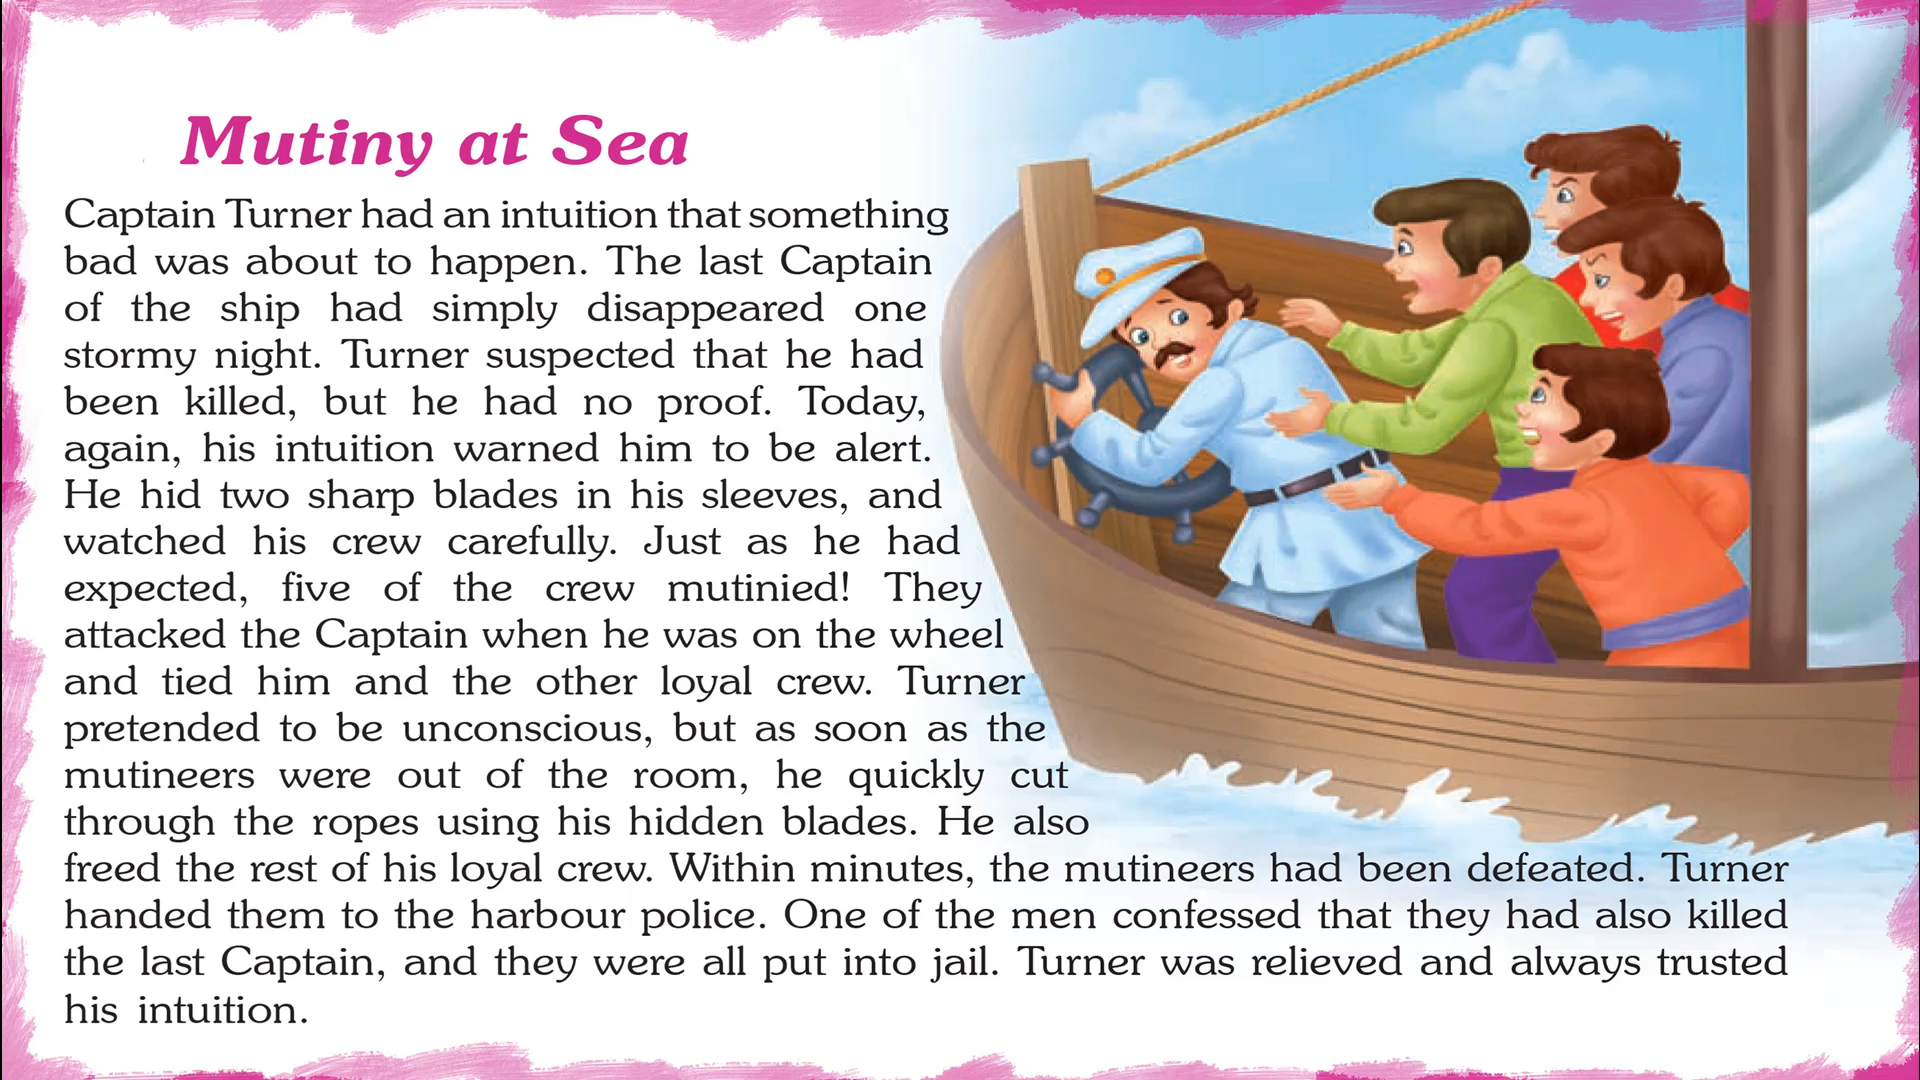 Mutiny at Sea
Captain Turner had an intuition that something
bad was about to happen. The last Captain
of the ship had simply disappeared one
stormy night. Turner suspected that he had
been killed, but he had no proof. Today,
again, his intuition warned him to be alert.
He hid two sharp blades in his sleeves, and
watched his crew carefully. Just as he had
expected, five of the crew mutinied! They
attacked the Captain when he was on the wheel
and tied him and the other loyal crew. Turner
pretended to be unconscious, but as soon as the
mutineers were out of the room, he quickly cut
through the ropes using his hidden blades. He also
freed the rest of his loyal crew. Within minutes, the mutineers had been defeated. Turner
handed them to the harbour police. One of the men confessed that they had also killed
the last Captain, and they were all put into jail. Turner was relieved and always trusted
his intuition.